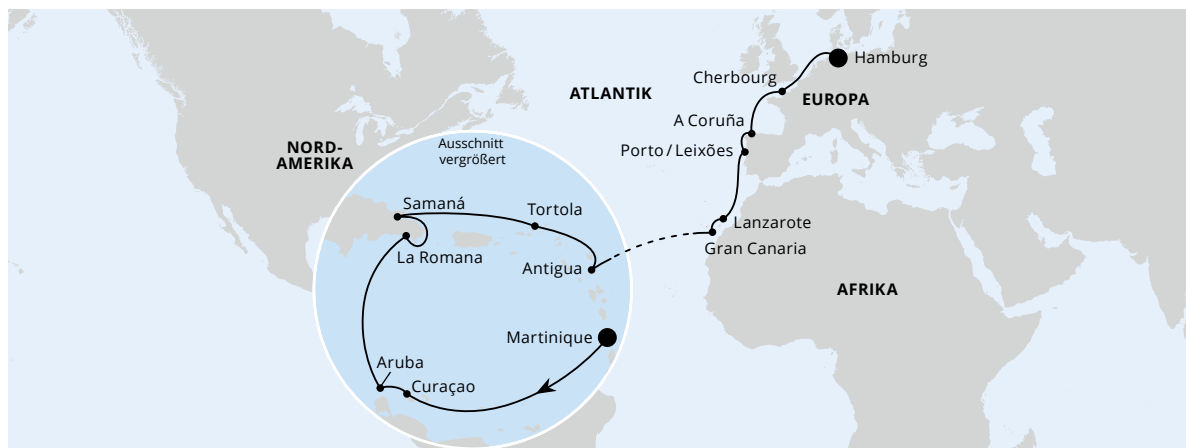 Hamburg
Cherbourg
ATLANTIK
EUROPA
A Coruña
Porto / Leixões
NORD-
AMERIKA
Ausschnitt
vergrößert
Samaná
Tortola
Lanzarote
Gran Canaria
La Romana
Antigua
AFRIKA
Martinique
Aruba
Curaçao